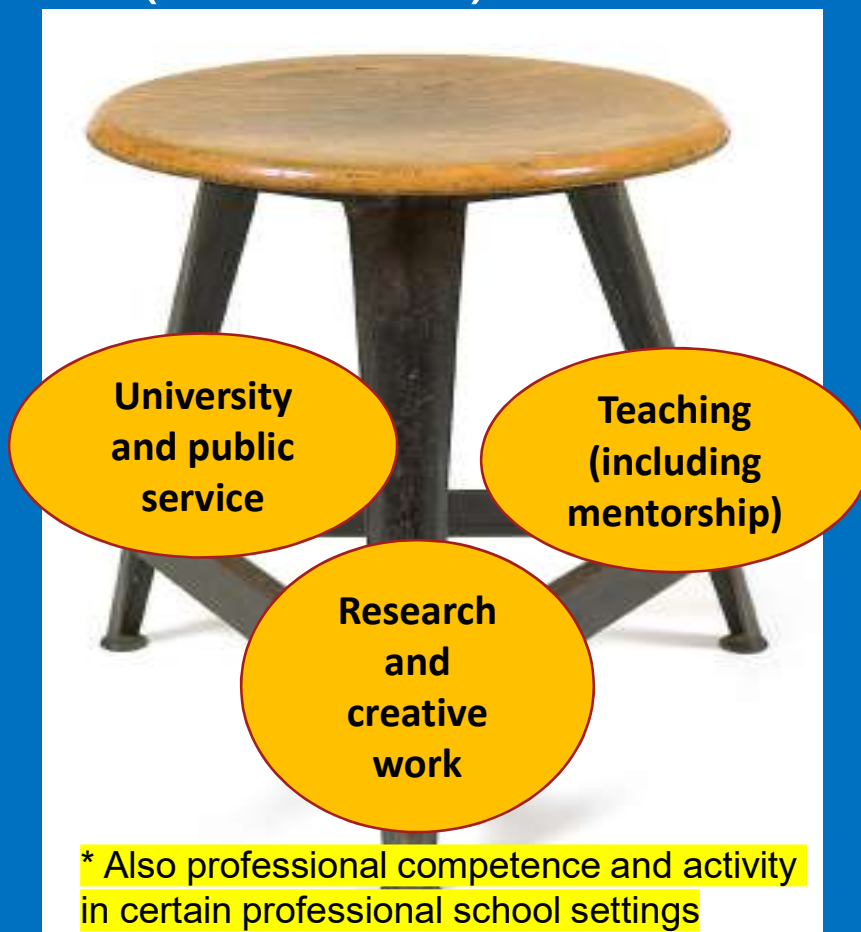 University
and public
service
Teaching
(including
mentorship)
Research
and
creative
work
* Also professional competence and activity
in certain professional school settings